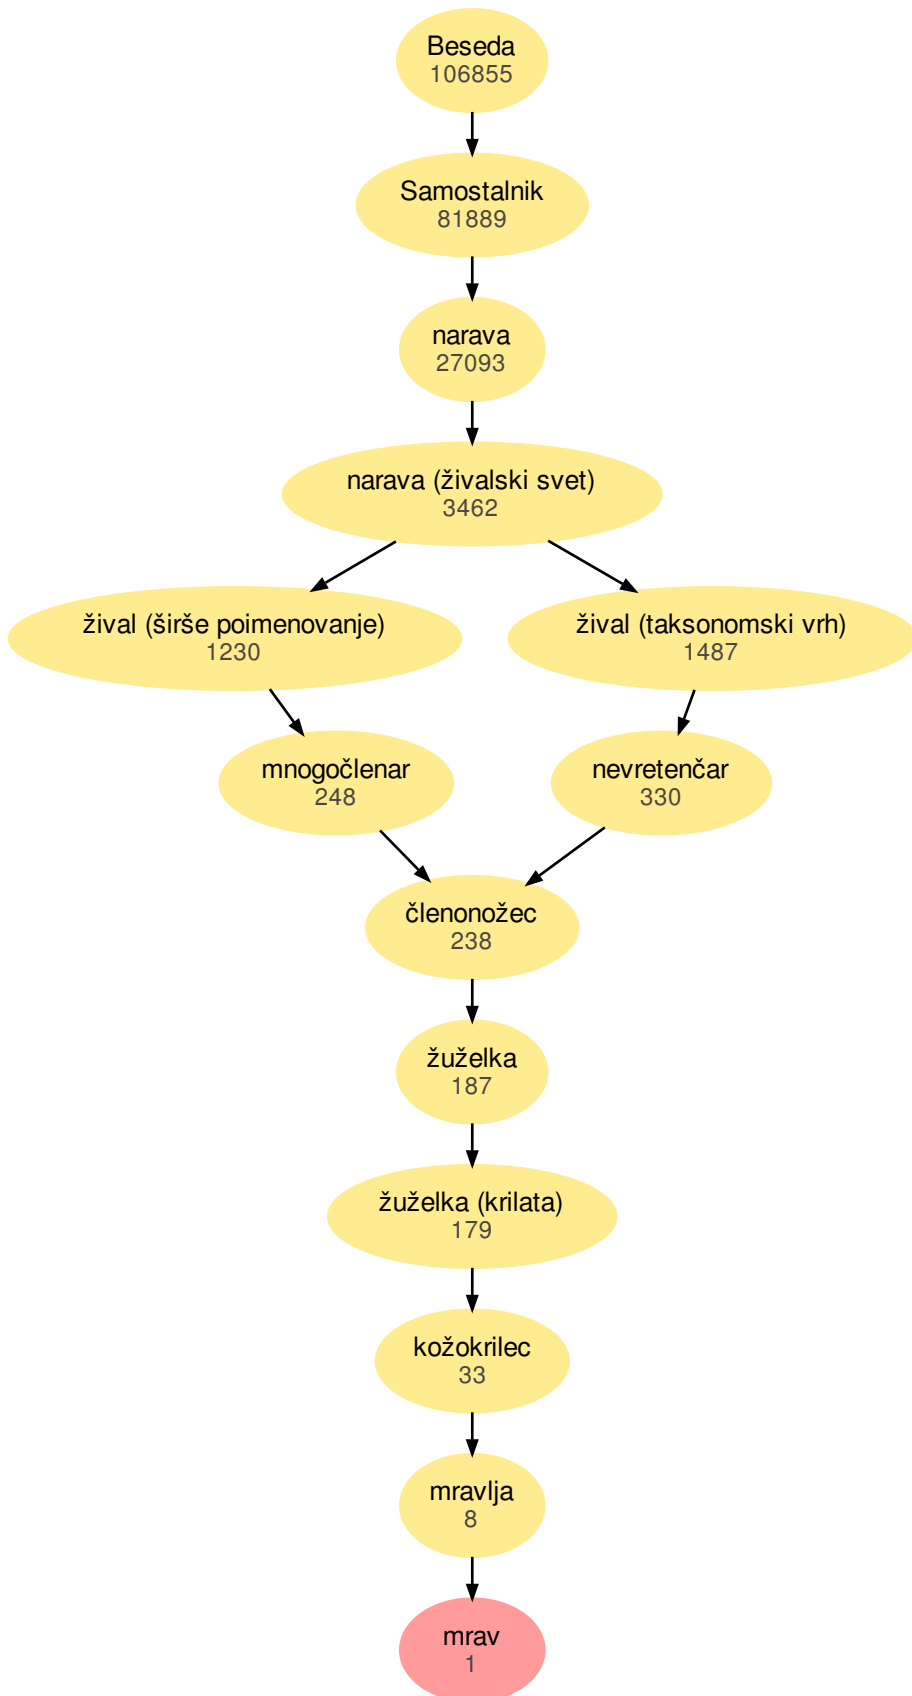 Beseda
106855
Samostalnik
81889
narava
27093
narava (živalski svet)
3462
žival (širše poimenovanje)
1230
žival (taksonomski vrh)
1487
mnogočlenar
248
nevretenčar
330
členonožec
238
žuželka
187
žuželka (krilata)
179
kožokrilec
33
mravlja
8
mrav
1